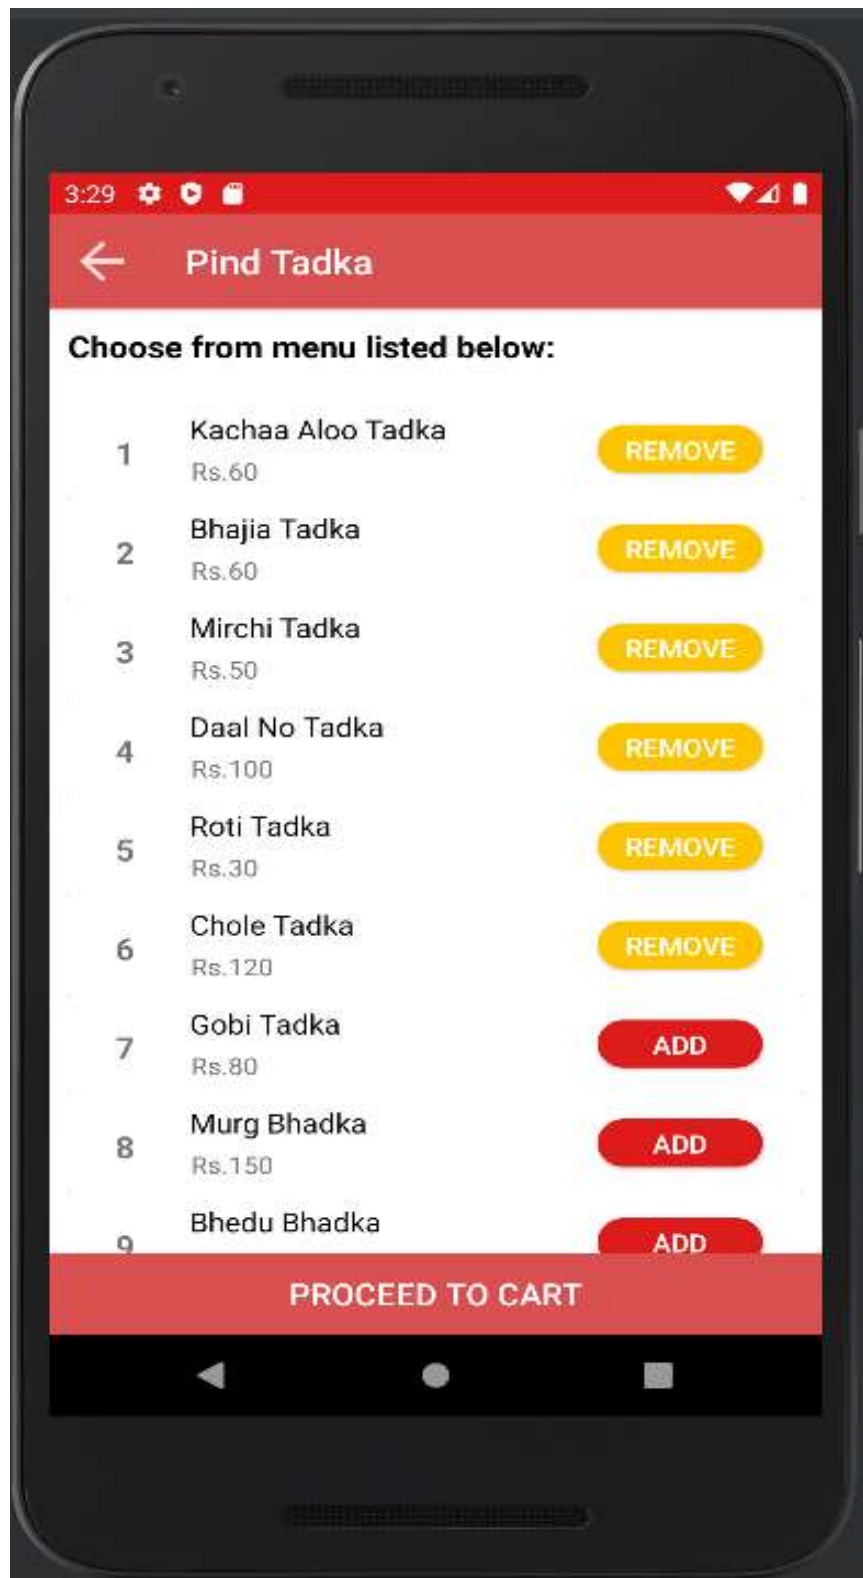 3:29
Pind Tadka
Choose from menu listed below:
1
Kachaa Aloo Tadka
Rs.60
REMOVE
2
Bhajia Tadka
Rs.60
REMOVE
3
Mirchi Tadka
Rs.50
REMOVE
4
Daal No Tadka
Rs.100
REMOVE
5
Roti Tadka
Rs.30
REMOVE
6
Chole Tadka
Rs.120
REMOVE
7
Gobi Tadka
Rs.80
ADD
8
Murg Bhadka
Rs.150
ADD
9
Bhedu Bhadka
ADD
PROCEED TO CART